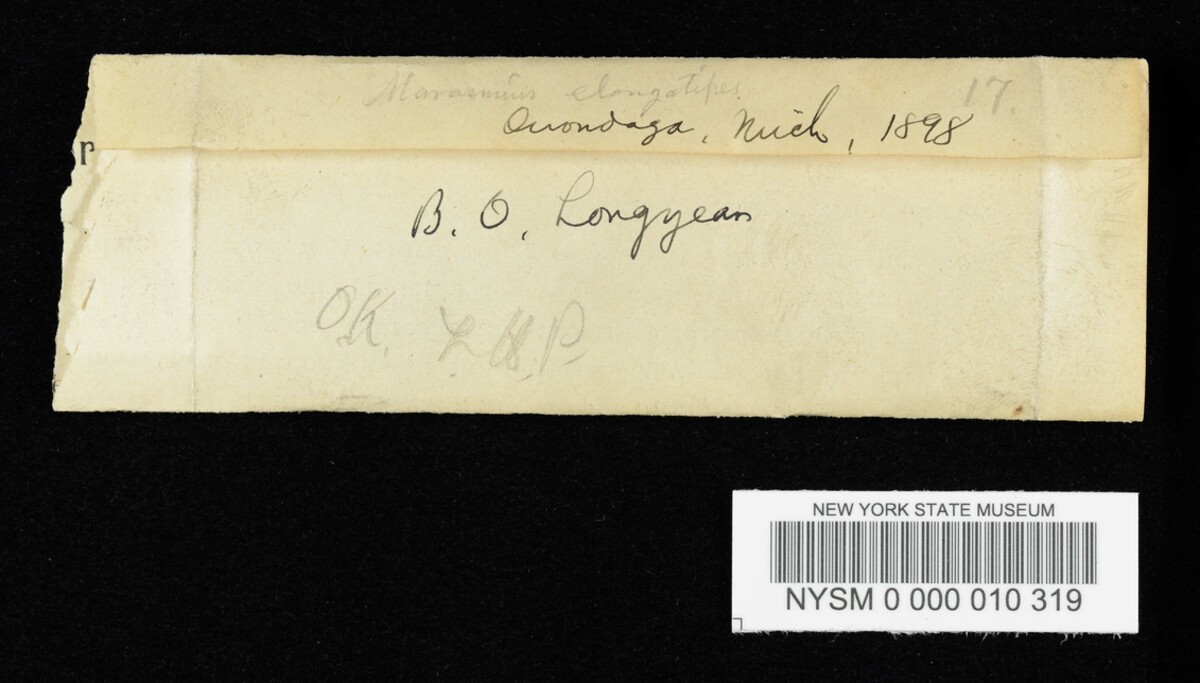 Marasmius elongatipes 17.
Onondaga, Mich, 1898
r
B. O. Longyear
OK. L.H.P.
NEW YORK STATE MUSEUM
NYSM 0 000 010 319